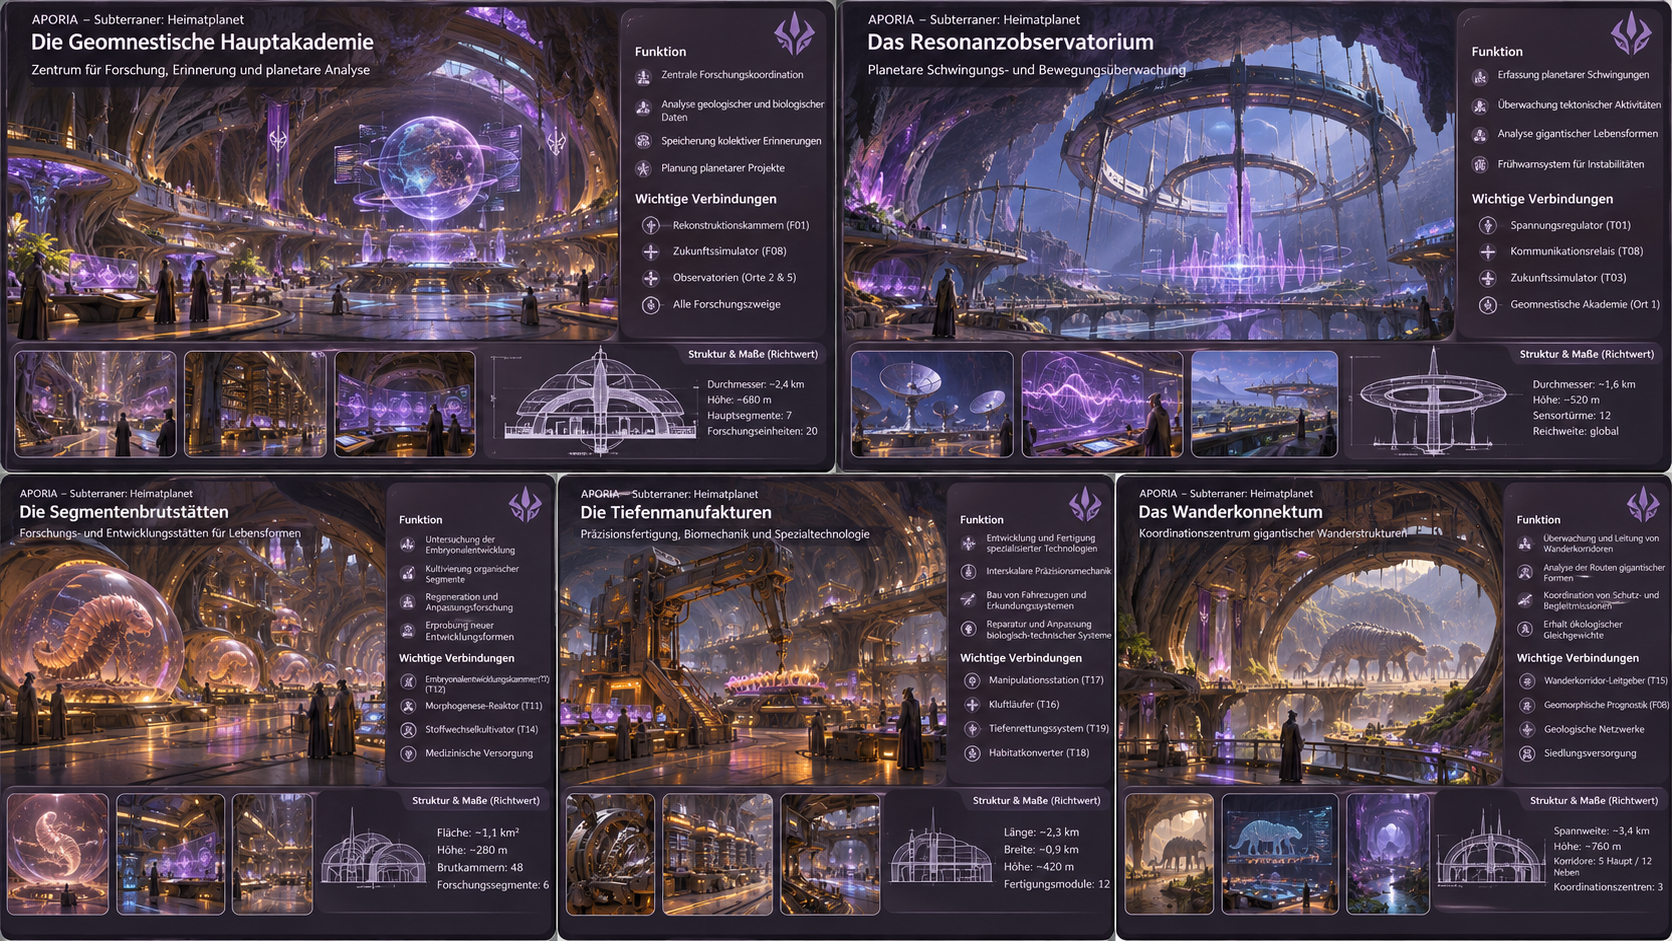 APORIA – Subterraner: Heimatplanet
Die Geomnestische Hauptakademie
Zentrum für Forschung, Erinnerung und planetare Analyse
Funktion
Zentrale Forschungskoordination
Analyse geologischer und biologischer
Daten
Speicherung kolektiver Erinnerungen
Planung planetarer Projekte
Wichtige Verbindungen
Rekonstruktionskammern (F01)
Zukunftssimulator (F08)
Observatorien (Orte 2 & 5)
Alle Forschungszweige
Struktur & Maße (Richtwert)
Durchmesser: ~2,4 km
Höhe: ~680 m
Hauptsegmente: 7
Forschungseinheiten: 20
APORIA – Subterraner: Heimatplanet
Das Resonanzobservatorium
Planetare Schwingungs- und Bewegungsüberwachung
Funktion
Erfassung planetarer Schwingungen
Überwachung tektonischer Aktivitäten
Analyse gigantischer Lebensformen
Frühwarnsystem für Instabilitäten
Wichtige Verbindungen
Spannungsregulator (T01)
Kommunikationsrelais (T08)
Zukunftssimulator (T03)
Geomnestische Akademie (Ort 1)
Struktur & Maße (Richtwert)
Durchmesser: ~1,6 km
Höhe: ~520 m
Sensortürme: 12
Reichweite: global
APORIA – Subterraner: Heimatplanet
Die Segmentenbrutstätten
Forschungs- und Entwicklungsstätten für Lebensformen
Funktion
Untersuchung der
Embryonalentwicklung
Kultivierung organischer
Segmente
Regeneration und
Anpassungsforschung
Erprobung neuer
Entwicklungsformen
Wichtige Verbindungen
(T12)
Morphogenese-Reaktor (T11)
Stoffwechselkultivator (T14)
Medizinische Versorgung
Struktur & Maße (Richtwert)
Fläche: ~1,1 km²
Höhe: ~280 m
Brutkammern: 48
Forschungssegmente: 6
APORIA – Subterraner: Heimatplanet
Die Tiefenmanufakturen
Präzisionsfertigung, Biomechanik und Spezialtechnologie
Funktion
Entwicklung und Fertigung
spezialisierter Technologien
Interskalare Präzisionsmechanik
Bau von Fahrezugen und
Erkundungssystemen
Reparatur und Anpassung
biologisch-technischer Systeme
Wichtige Verbindungen
Manipulationsstation (T17)
Kluftläufer (T16)
Tiefenrettungssystem (T19)
Habitatkonverter (T18)
Struktur & Maße (Richtwert)
Länge: ~2,3 km
Breite: ~0,9 km
Höhe: ~420 m
Fertigungsmodule: 12
APORIA – Subterraner: Heimatplanet
Das Wanderkonnektum
Koordinationszentrum gigantischer Wanderstrukturen
Funktion
Überwachung und Leitung von
Wanderkorridoren
Analyse der Routen gigantischer
Formen
Koordination von Schutz- und
Begleitmissionen
Erhalt ökologischer
Gleichgewichte
Wichtige Verbindungen
Wanderkorridor-Leitgeber (T15)
Geomorphische Prognostik (F08)
Geologische Netzwerke
Siedlungsversorgung
Struktur & Maße (Richtwert)
Spannweite: ~3,4 km
Höhe: ~760 m
Korridore: 5 Haupt / 12
Neben
Koordinationszentren: 3